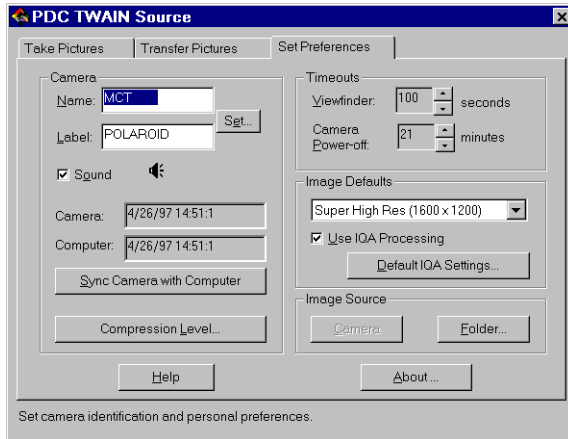 PDC TWAIN Source
Take Pictures
Transfer Pictures
Set Preferences
Camera
Name: MCT
Set...
Label: POLAROID
Sound
Camera: 4/26/97 14:51:1
Computer: 4/26/97 14:51:1
Sync Camera with Computer
Compression Level...
Timeouts
Viewfinder: 100 seconds
Camera
Power-off: 21 minutes
Image Defaults
Super High Res (1600 x 1200)
Use IQA Processing
Default IQA Settings...
Image Source
Camera
Folder...
Help
About ...
Set camera identification and personal preferences.